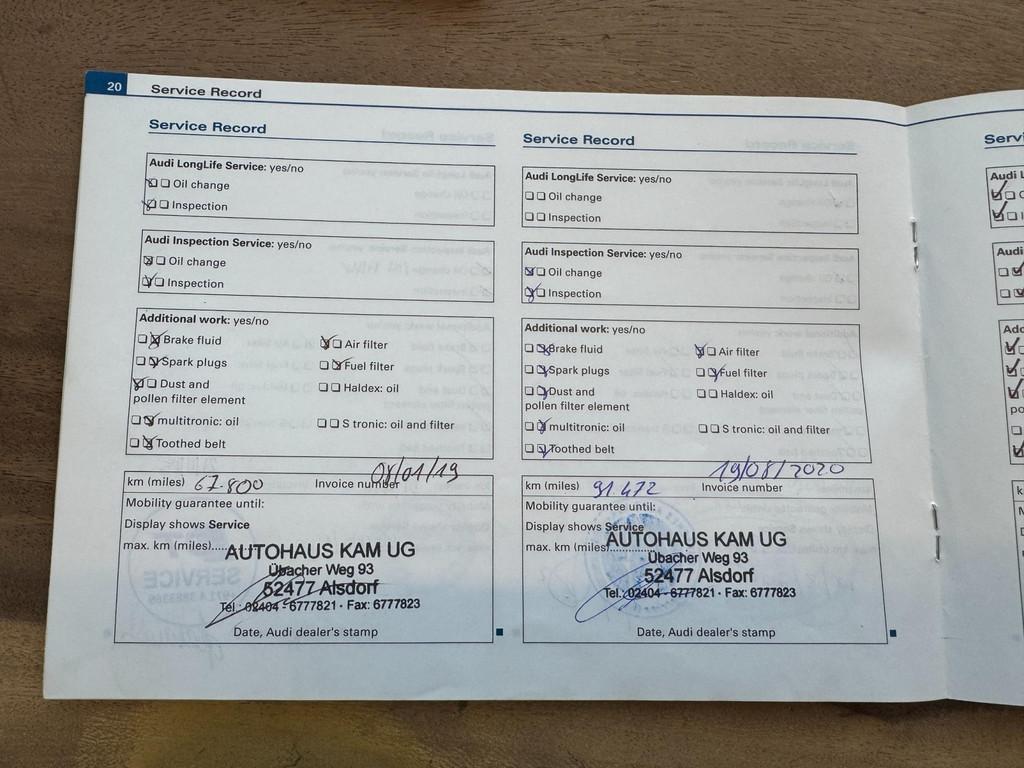 20 Service Record
Service Record
Audi LongLife Service: yes/no
Oil change
Inspection
Audi Inspection Service: yes/no
Oil change
Inspection
Additional work: yes/no
Brake fluid Air filter
Spark plugs Fuel filter
Dust and Haldex: oil
pollen filter element
multitronic: oil S tronic: oil and filter
Toothed belt
08/01/19
km (miles) 67.800 Invoice number
Mobility guarantee until:
Display shows Service
max. km (miles).....
AUTOHAUS KAM UG
Übacher Weg 93
52477 Alsdorf
Tel.: 02404 - 6777821 · Fax: 6777823
Date, Audi dealer's stamp
Service Record
Audi LongLife Service: yes/no
Oil change
Inspection
Audi Inspection Service: yes/no
Oil change
Inspection
Additional work: yes/no
Brake fluid Air filter
Spark plugs Fuel filter
Dust and Haldex: oil
pollen filter element
multitronic: oil S tronic: oil and filter
Toothed belt
19/08/2020
km (miles) 91.472 Invoice number
Mobility guarantee until:
Display shows Service
max. km (miles)..............
AUTOHAUS KAM UG
Übacher Weg 93
52477 Alsdorf
Tel.: 02404 - 6777821 · Fax: 6777823
Date, Audi dealer's stamp
Servi
Audi L
Audi